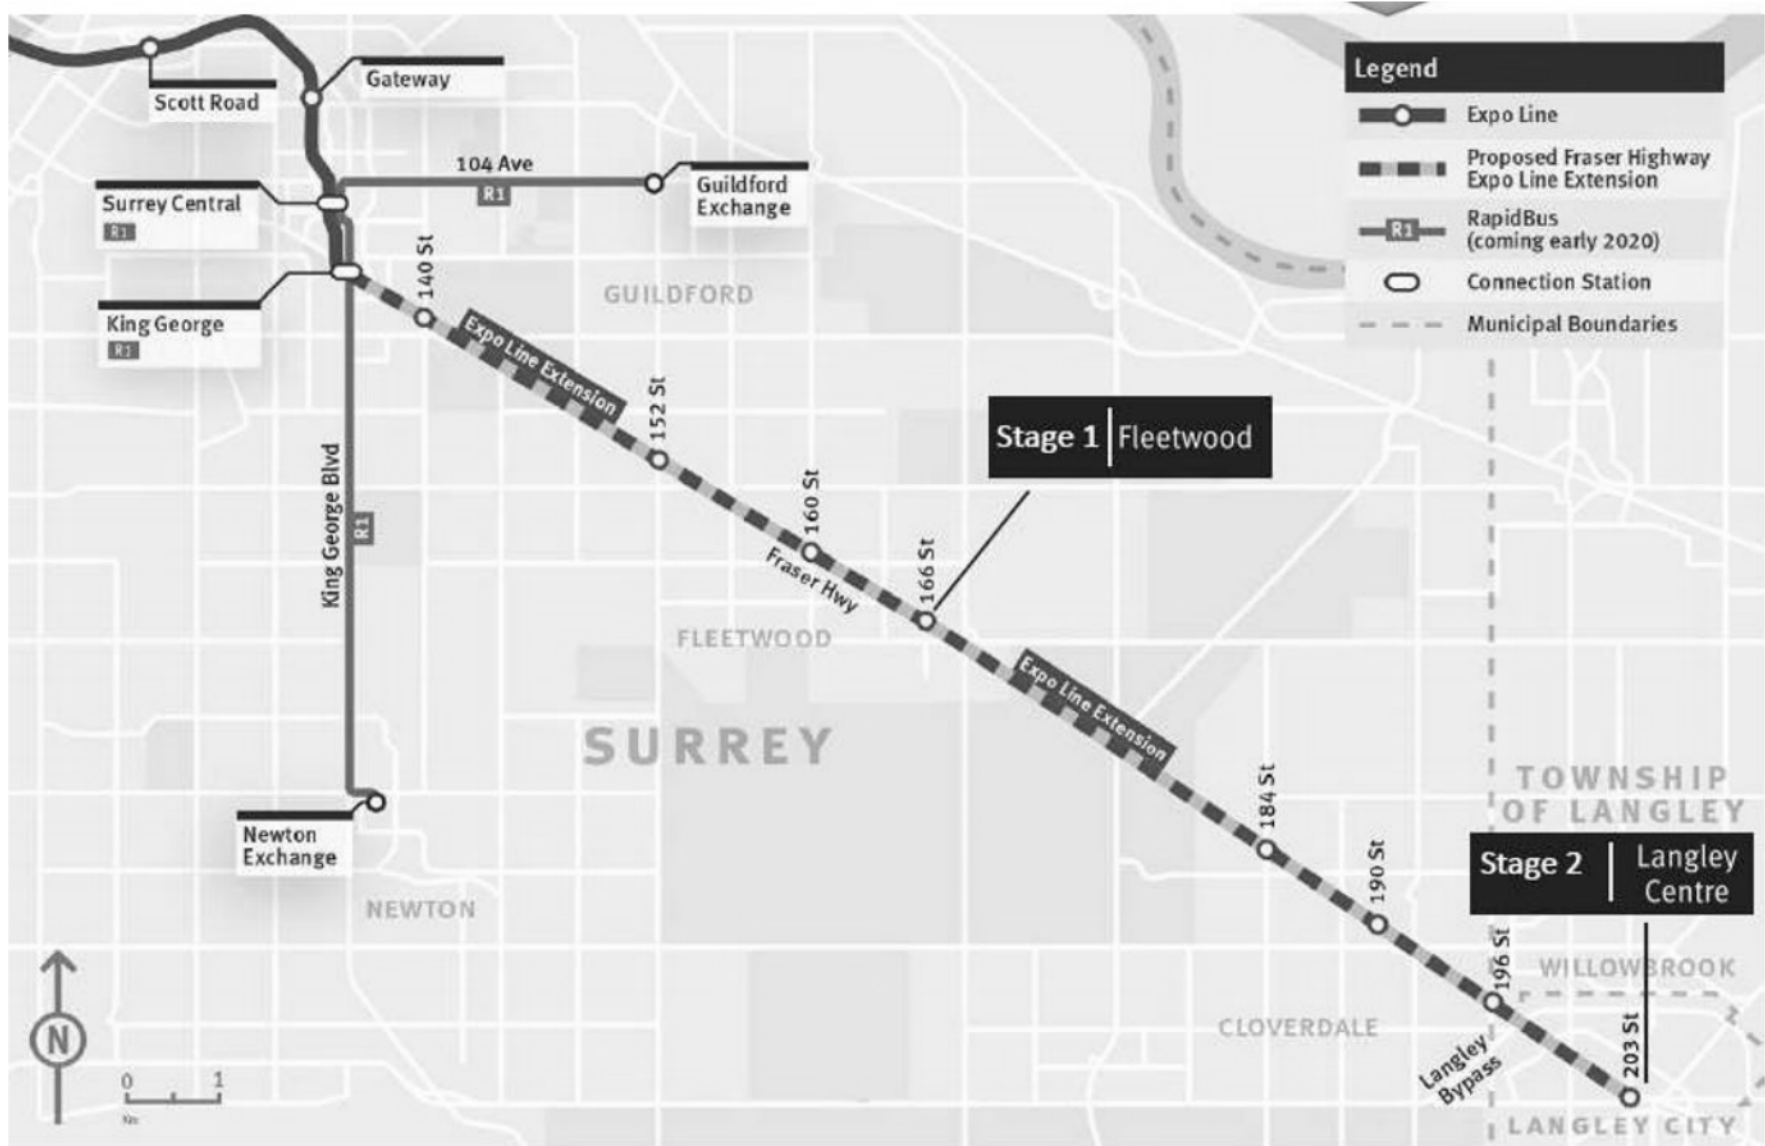 Scott Road
Gateway
104 Ave
R1
Guildford
Exchange
Surrey Central
R1
King George
R1
140 St
GUILDFORD
Expo Line Extension
152 St
King George Blvd
R1
160 St
Fraser Hwy
166 St
Stage 1 | Fleetwood
FLEETWOOD
SURREY
Expo Line Extension
184 St
190 St
Newton
Exchange
NEWTON
TOWNSHIP
OF LANGLEY
Stage 2 | Langley
Centre
196 St
WILLOWBROOK
CLOVERDALE
203 St
Langley
Bypass
LANGLEY CITY
N
0 1
Legend
Expo Line
Proposed Fraser Highway
Expo Line Extension
R1
RapidBus
(coming early 2020)
Connection Station
Municipal Boundaries